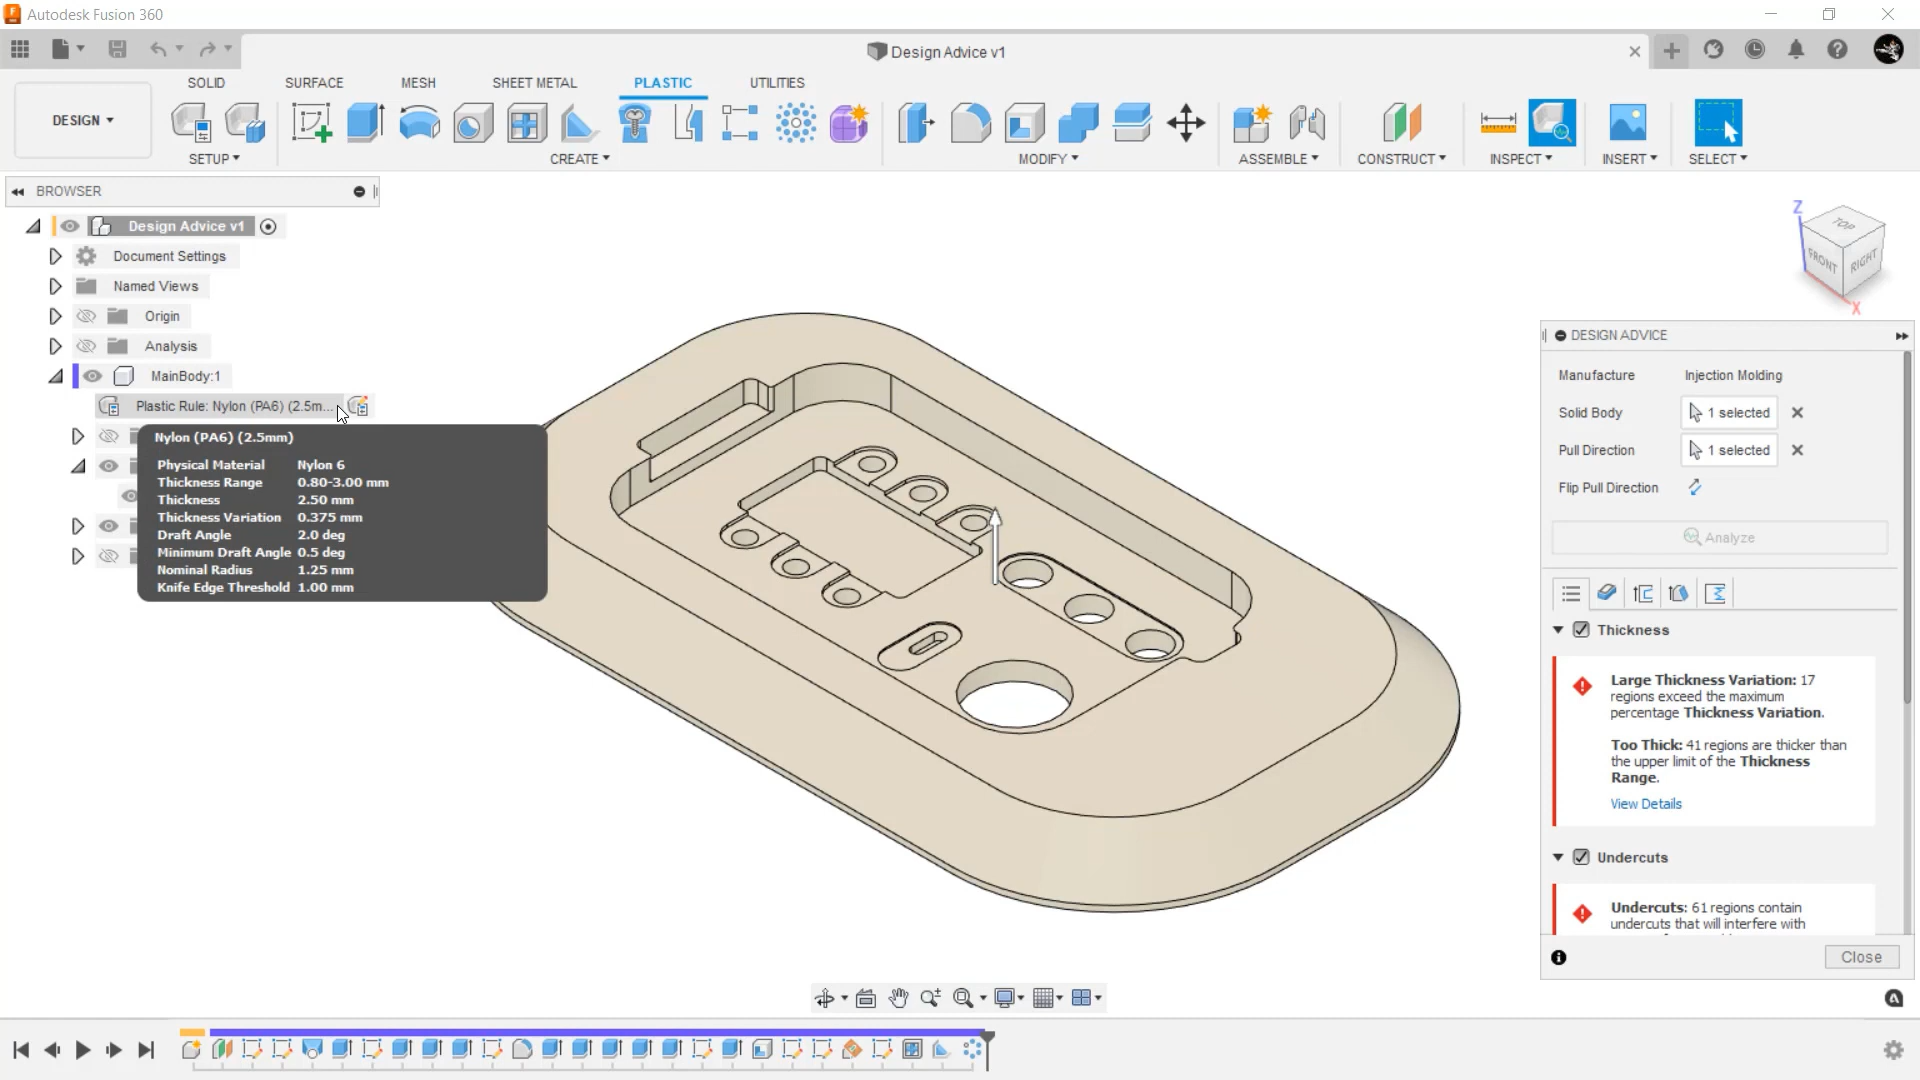 Autodesk Fusion 360
Design Advice v1
SOLID
SURFACE
MESH
SHEET METAL
PLASTIC
UTILITIES
DESIGN
SETUP
CREATE
MODIFY
ASSEMBLE
CONSTRUCT
INSPECT
INSERT
SELECT
BROWSER
Design Advice v1
Document Settings
Named Views
Origin
Analysis
MainBody:1
Plastic Rule: Nylon (PA6) (2.5m...
Nylon (PA6) (2.5mm)
Physical Material Nylon 6
Thickness Range 0.80-3.00 mm
Thickness 2.50 mm
Thickness Variation 0.375 mm
Draft Angle 2.0 deg
Minimum Draft Angle 0.5 deg
Nominal Radius 1.25 mm
Knife Edge Threshold 1.00 mm
Z
TOP
FRONT
RIGHT
X
DESIGN ADVICE
Manufacture Injection Molding
Solid Body 1 selected
Pull Direction 1 selected
Flip Pull Direction
Analyze
Thickness
Large Thickness Variation: 17
regions exceed the maximum
percentage Thickness Variation.
Too Thick: 41 regions are thicker than
the upper limit of the Thickness
Range.
View Details
Undercuts
Undercuts: 61 regions contain
undercuts that will interfere with
Close